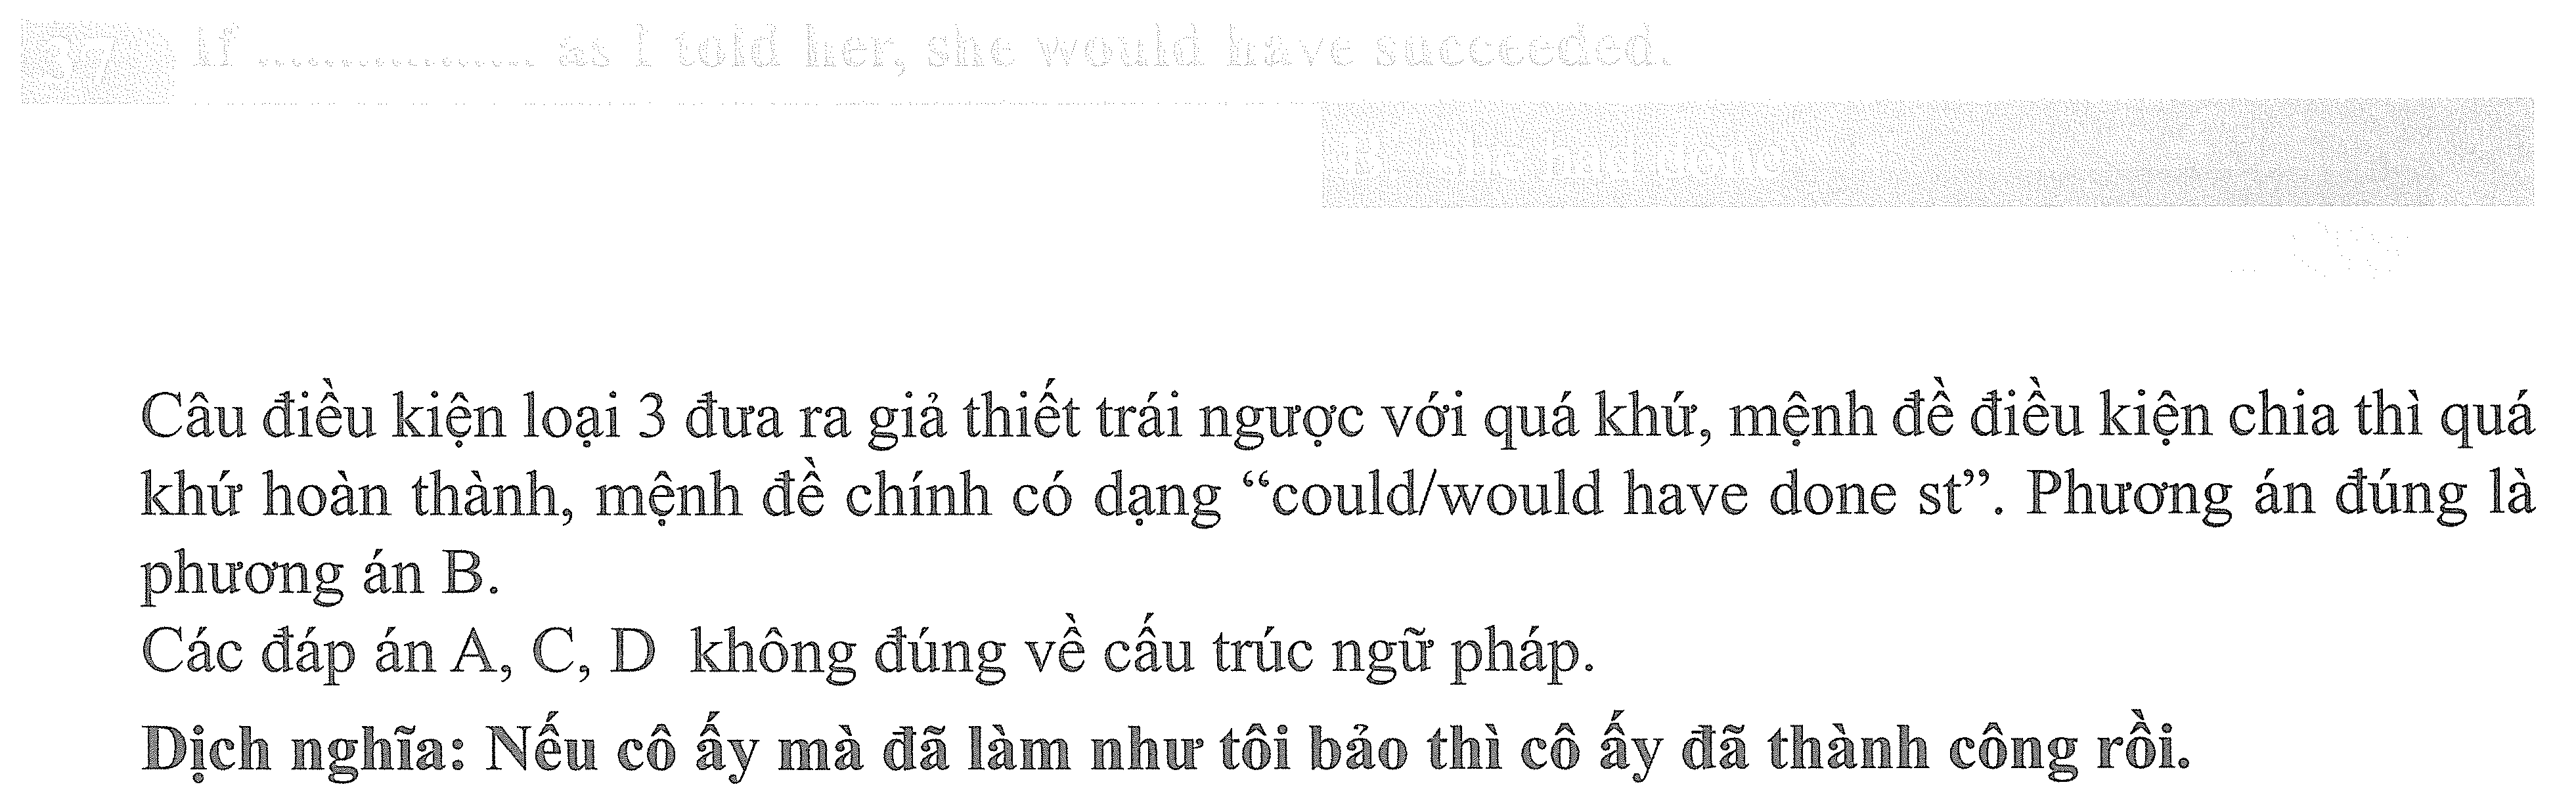 37 If ................. as I told her, she would have succeeded.
B. she had done
Câu điều kiện loại 3 đưa ra giả thiết trái ngược với quá khứ, mệnh đề điều kiện chia thì quá
khứ hoàn thành, mệnh đề chính có dạng “could/would have done st”. Phương án đúng là
phương án B.
Các đáp án A, C, D không đúng về cấu trúc ngữ pháp.
Dịch nghĩa: Nếu cô ấy mà đã làm như tôi bảo thì cô ấy đã thành công rồi.